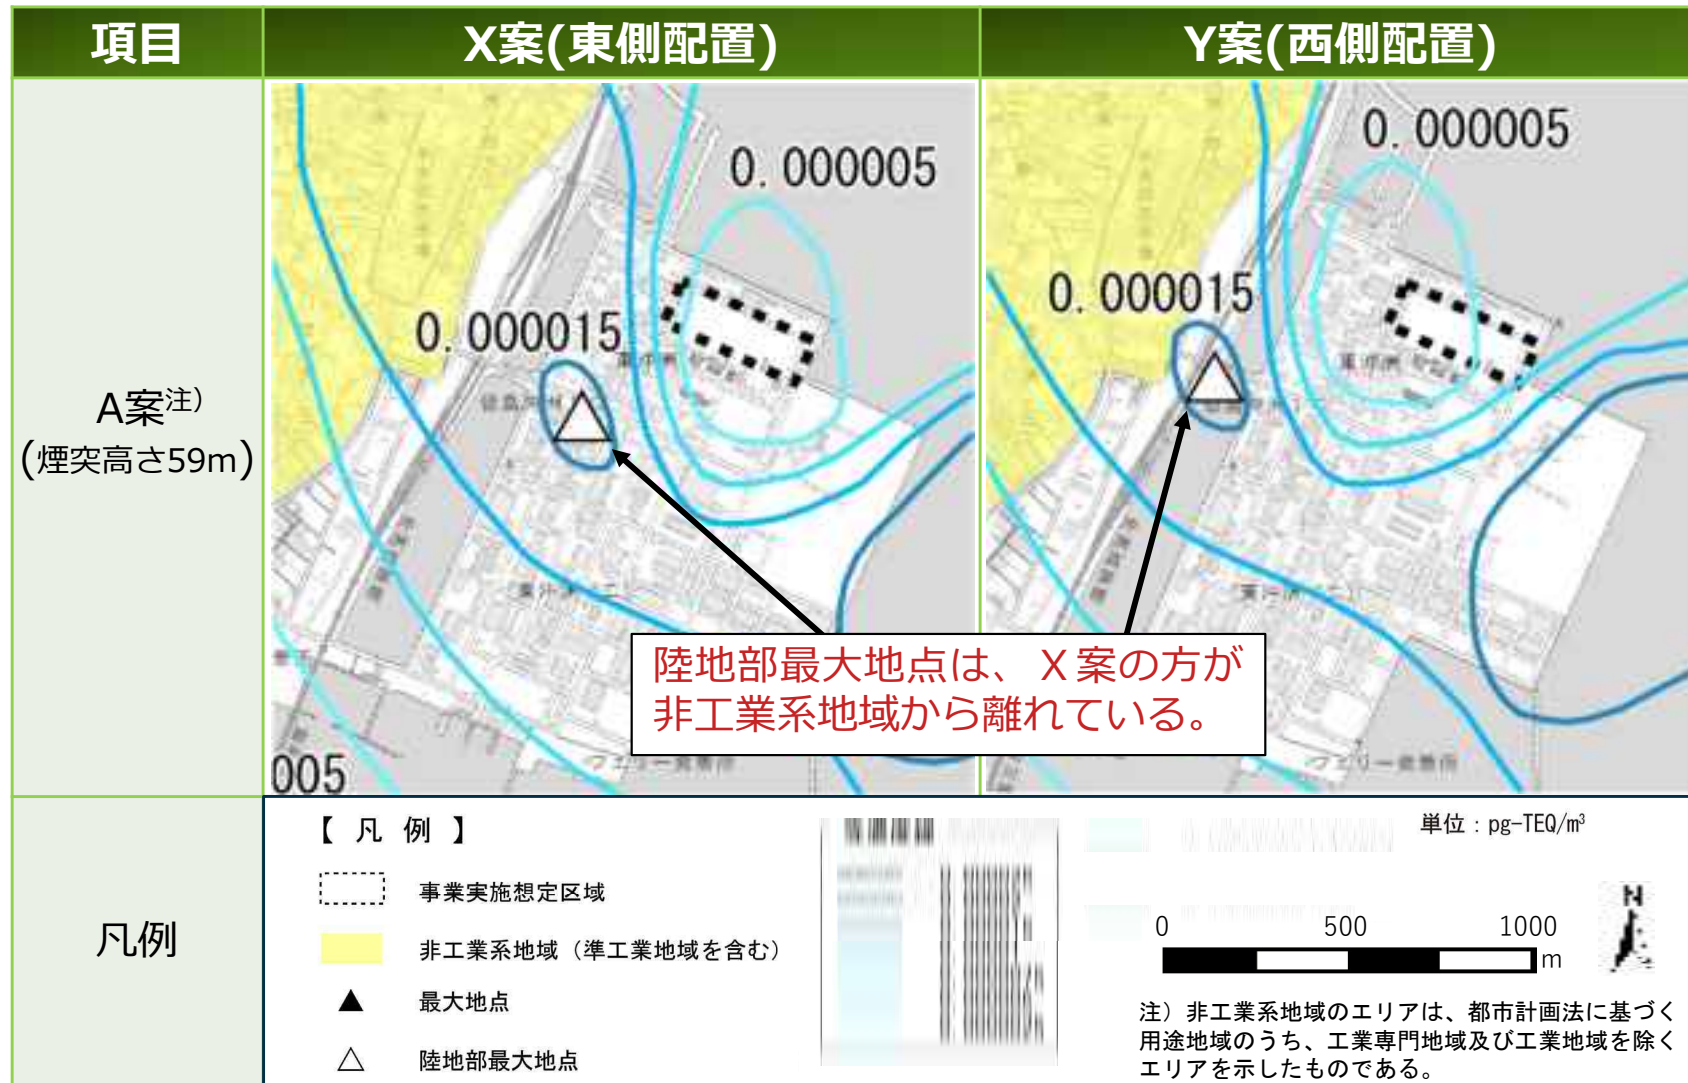 項目
X案(東側配置)
Y案(西側配置)
A案注)
(煙突高さ59m)
0.000005
0.000015
005
0.000005
0.000015
陸地部最大地点は、X案の方が
非工業系地域から離れている。
凡例
【凡例】
事業実施想定区域
非工業系地域（準工業地域を含む）
▲ 最大地点
△ 陸地部最大地点
単位：pg-TEQ/m³
0 500 1000
m
N
注）非工業系地域のエリアは、都市計画法に基づく
用途地域のうち、工業専門地域及び工業地域を除く
エリアを示したものである。